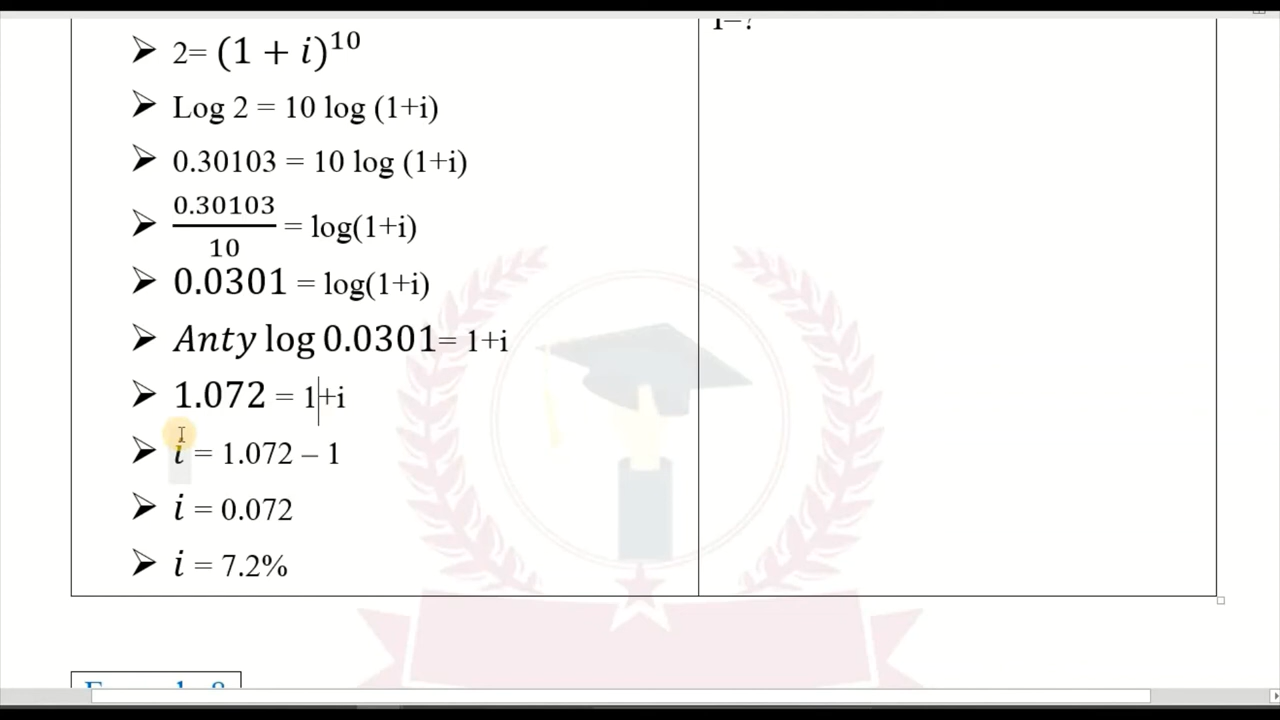 I=?
➤ 2= (1 + i)^10
➤ Log 2 = 10 log (1+i)
➤ 0.30103 = 10 log (1+i)
➤ 0.30103/10 = log(1+i)
➤ 0.0301 = log(1+i)
➤ Anty log 0.0301= 1+i
➤ 1.072 = 1+i
➤ i = 1.072 – 1
➤ i = 0.072
➤ i = 7.2%